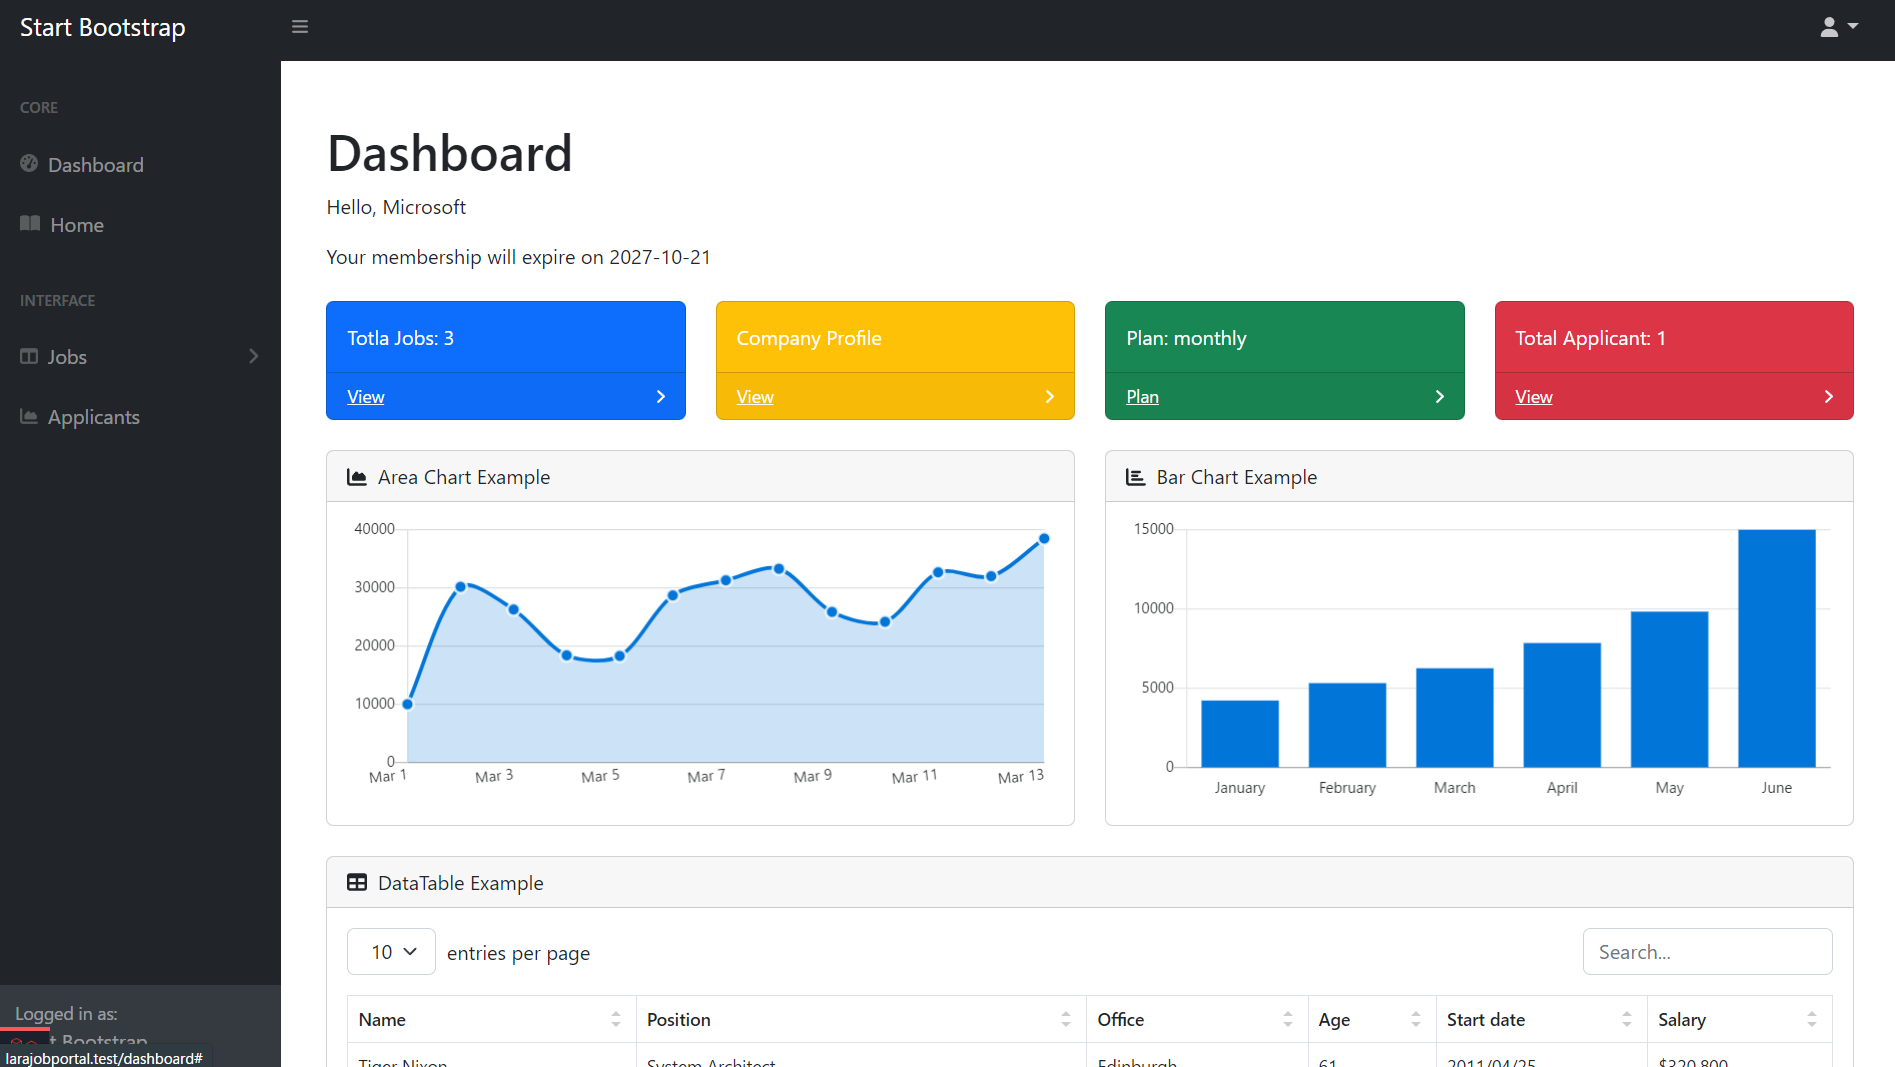 Start Bootstrap
CORE
Dashboard
Home
INTERFACE
Jobs
Applicants
Logged in as:
t Bootstrap
larajobportal.test/dashboard#
Dashboard
Hello, Microsoft
Your membership will expire on 2027-10-21
Totla Jobs: 3
View
Company Profile
View
Plan: monthly
Plan
Total Applicant: 1
View
Area Chart Example
40000
30000
20000
10000
0
Mar 1 Mar 3 Mar 5 Mar 7 Mar 9 Mar 11 Mar 13
Bar Chart Example
15000
10000
5000
0
January February March April May June
DataTable Example
10 entries per page
Search...
Name Position Office Age Start date Salary
Tiger Nixon System Architect Edinburgh 61 2011/04/25 $320,800